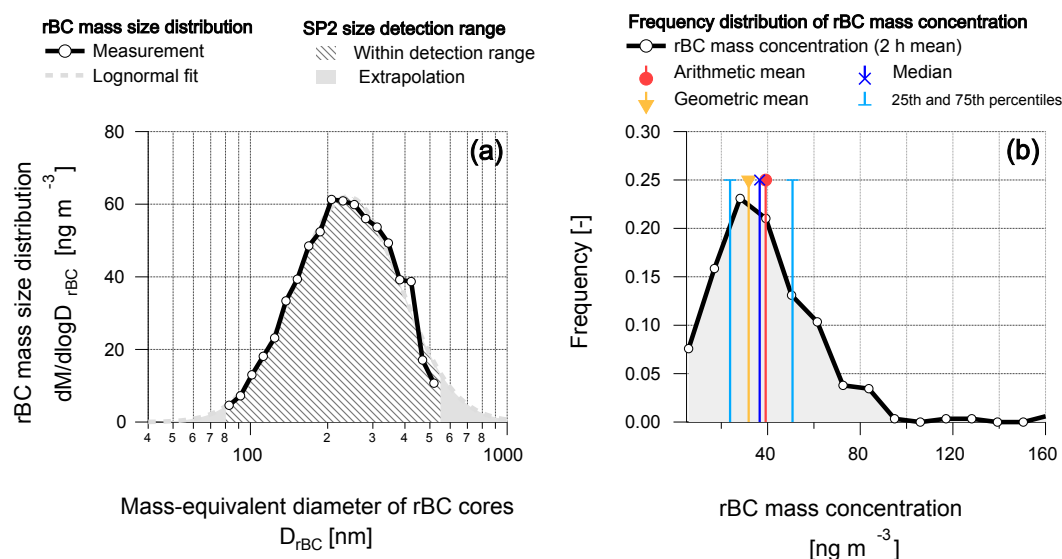 rBC mass size distribution
Measurement
Lognormal fit
SP2 size detection range
Within detection range
Extrapolation
(a)
80
60
40
20
0
rBC mass size distribution
dM/dlogD rBC [ng m -3]
4 5 6 7 8 100 2 3 4 5 6 7 8 1000
Mass-equivalent diameter of rBC cores
DrBC [nm]
Frequency distribution of rBC mass concentration
rBC mass concentration (2 h mean)
Arithmetic mean
Median
Geometric mean
25th and 75th percentiles
(b)
0.30
0.25
0.20
0.15
0.10
0.05
0.00
Frequency [-]
40 80 120 160
rBC mass concentration
[ng m -3]